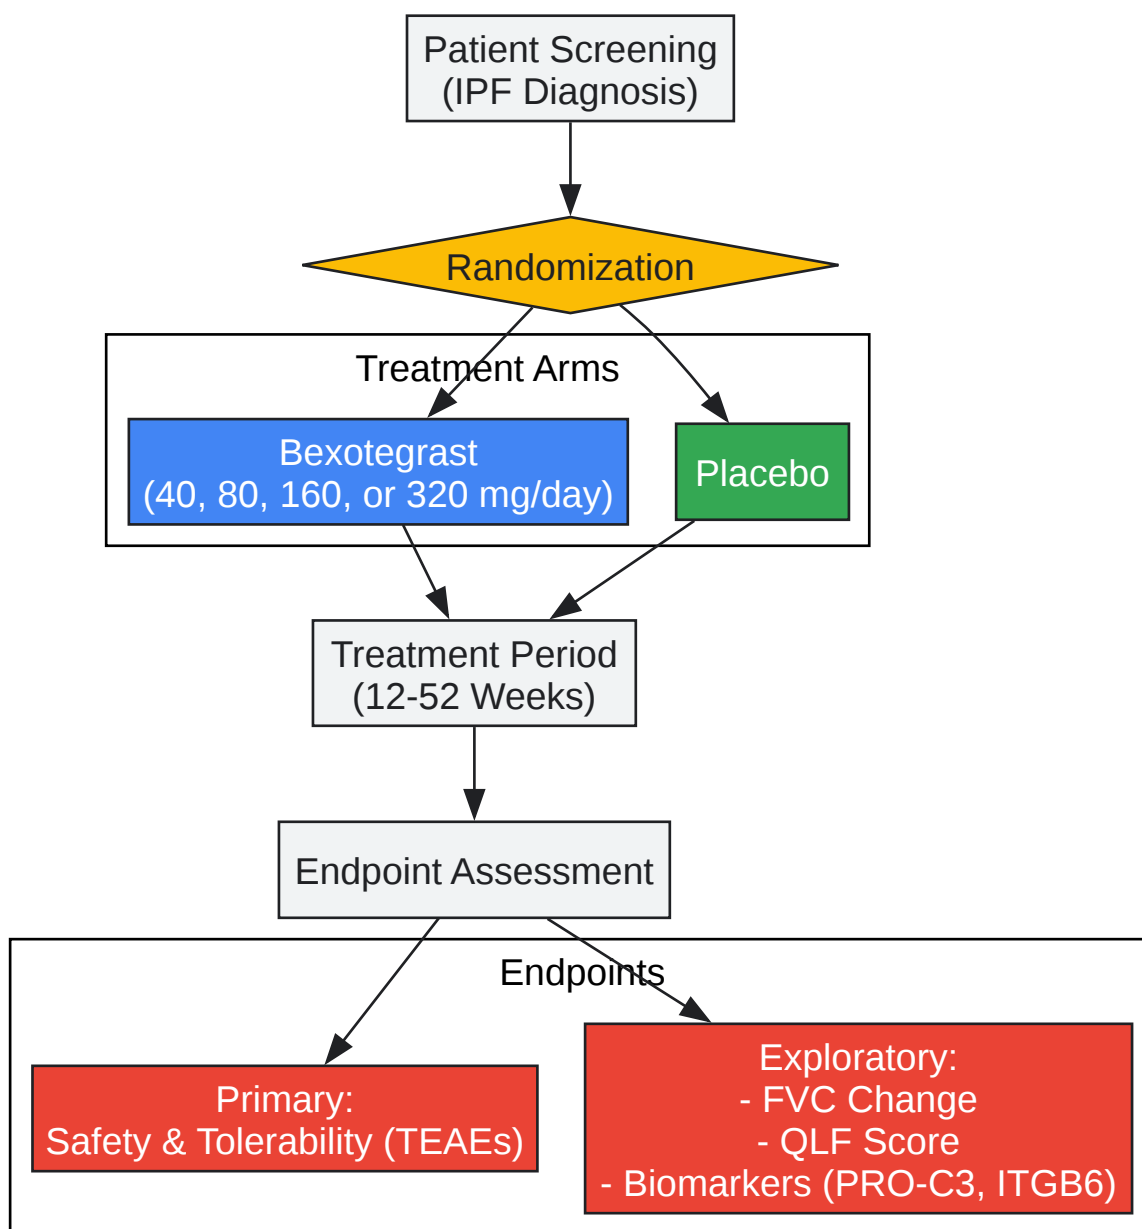 Patient Screening
(IPF Diagnosis)
Randomization
Treatment Arms
Bexotegrast
(40, 80, 160, or 320 mg/day)
Placebo
Treatment Period
(12-52 Weeks)
Endpoint Assessment
Endpoints
Primary:
Safety & Tolerability (TEAEs)
Exploratory:
- FVC Change
- QLF Score
- Biomarkers (PRO-C3, ITGB6)